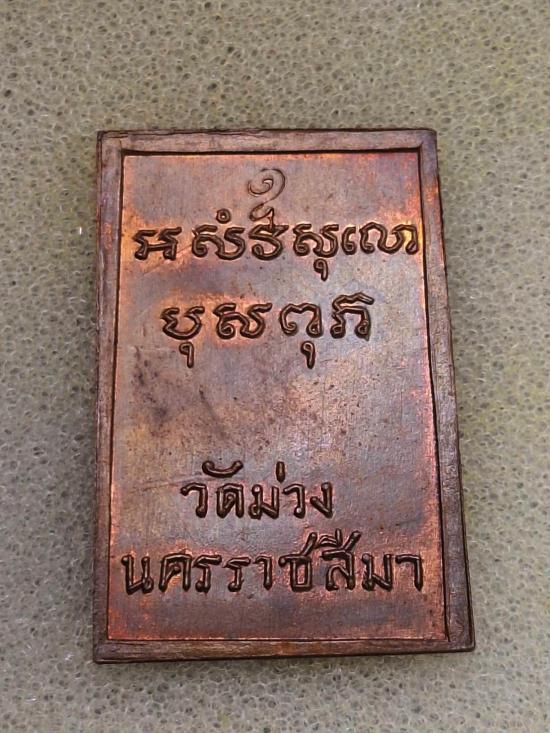 អសំវិសុលោ
បុសពុភ
วัดม่วง
นครราชสีมา